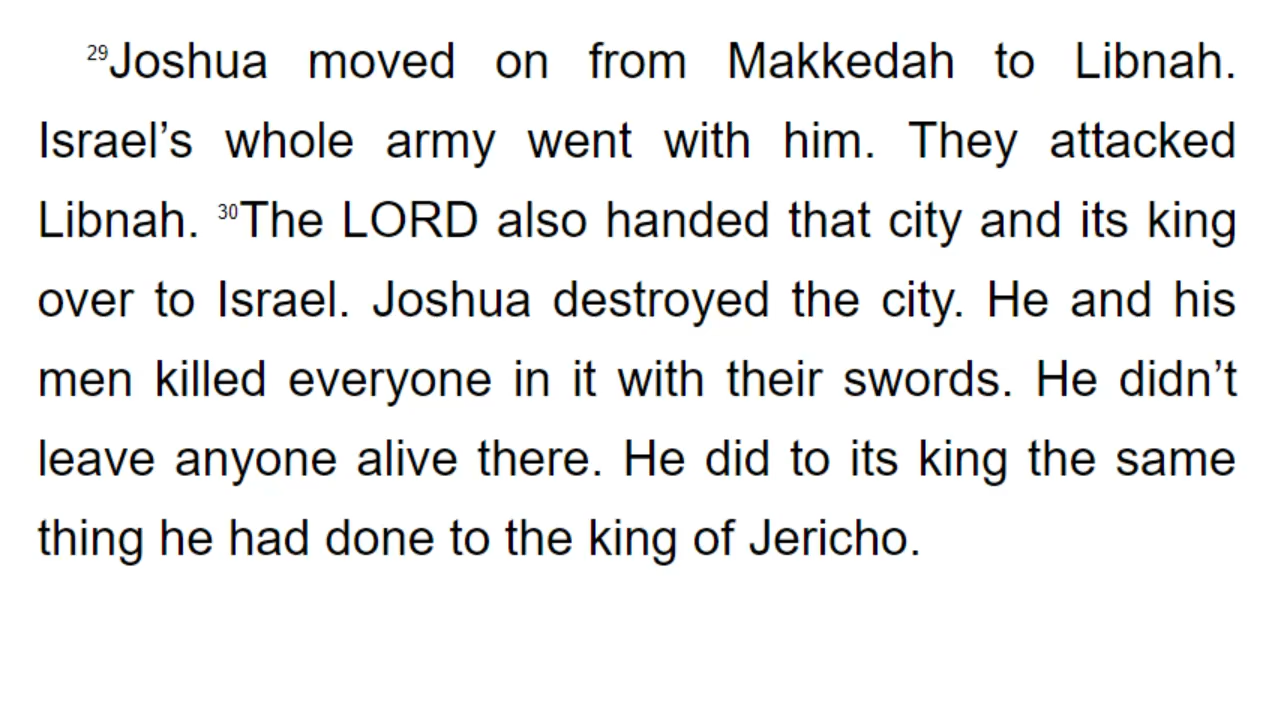 29Joshua moved on from Makkedah to Libnah.
Israel’s whole army went with him. They attacked
Libnah. 30The LORD also handed that city and its king
over to Israel. Joshua destroyed the city. He and his
men killed everyone in it with their swords. He didn’t
leave anyone alive there. He did to its king the same
thing he had done to the king of Jericho.